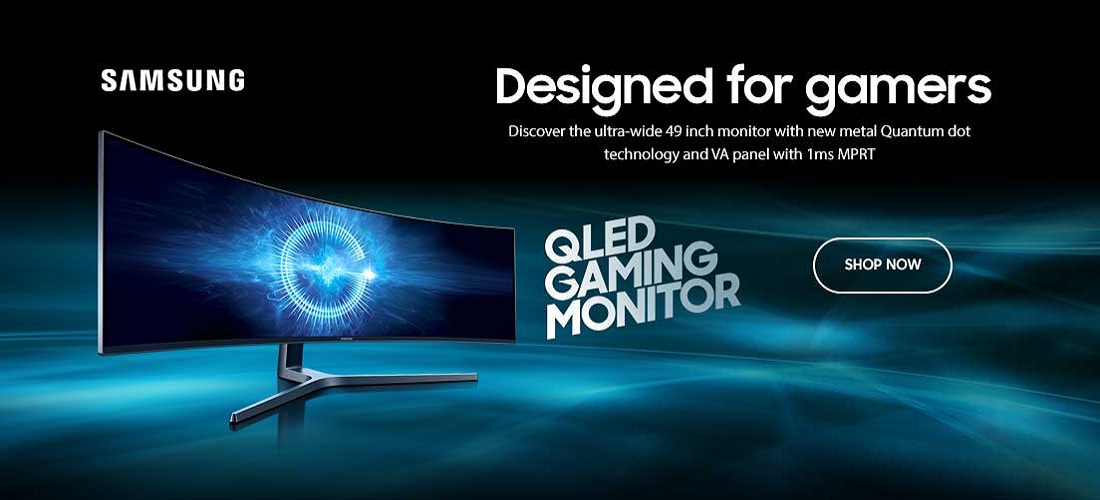 SAMSUNG
Designed for gamers
Discover the ultra-wide 49 inch monitor with new metal Quantum dot
technology and VA panel with 1ms MPRT
QLED
GAMING
MONITOR
SHOP NOW